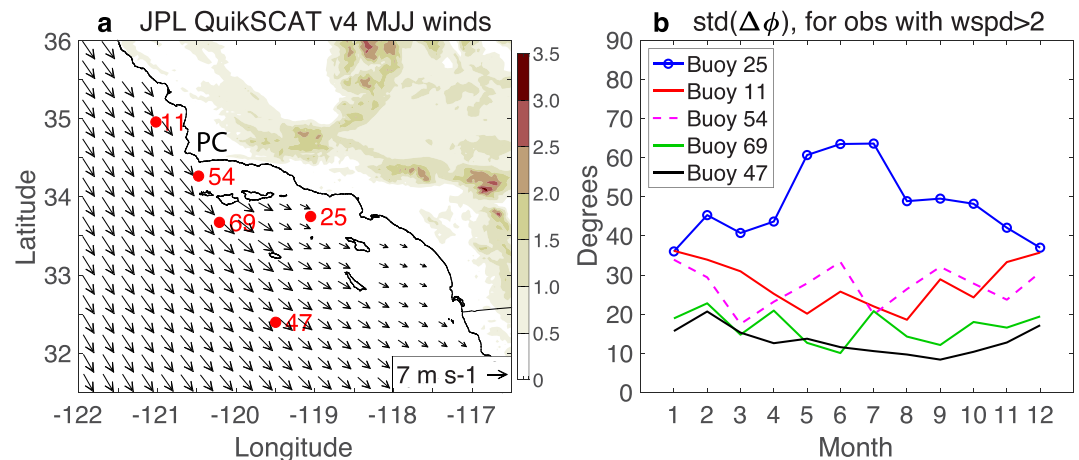 a JPL QuikSCAT v4 MJJ winds
36
35
34
33
32
Latitude
-122 -121 -120 -119 -118 -117
Longitude
11
PC
54
69
25
47
7 m s-1
3.5
3.0
2.5
2.0
1.5
1.0
0.5
0
b std(Δϕ), for obs with wspd>2
90
80
70
60
50
40
30
20
10
0
Degrees
Buoy 25
Buoy 11
Buoy 54
Buoy 69
Buoy 47
1 2 3 4 5 6 7 8 9 10 11 12
Month